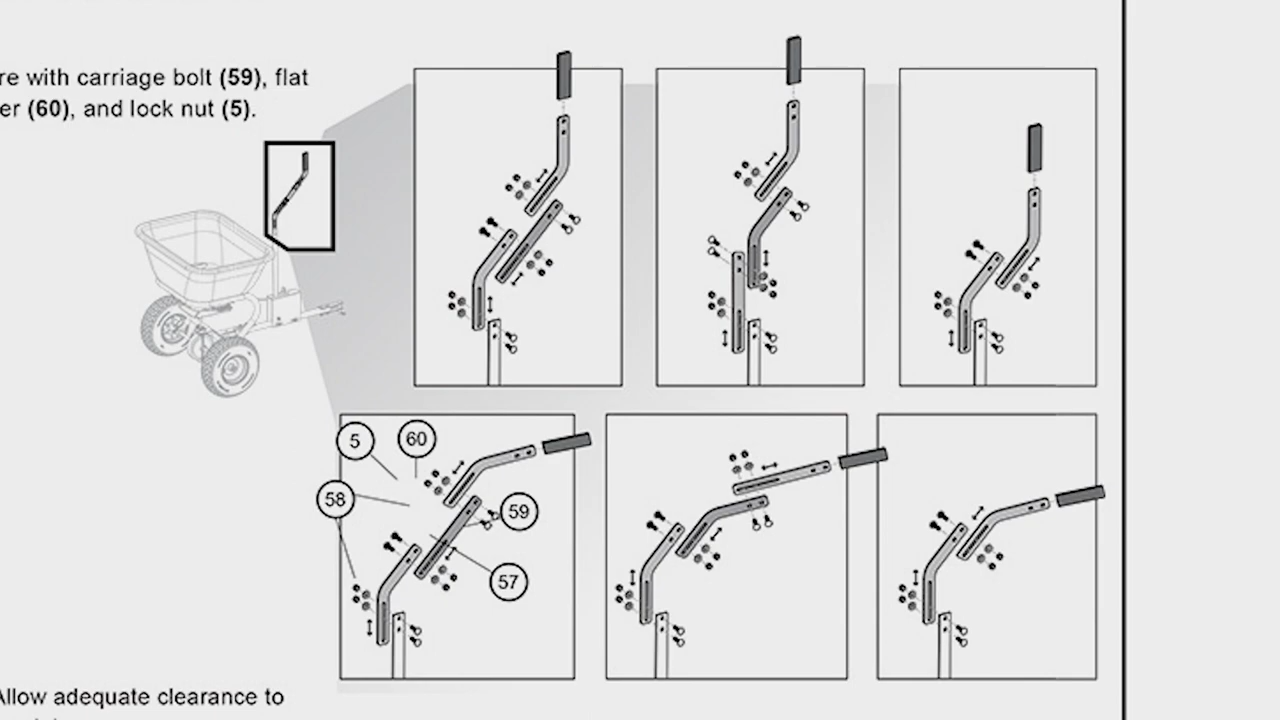 re with carriage bolt (59), flat
er (60), and lock nut (5).
5
60
58
59
57
Allow adequate clearance to